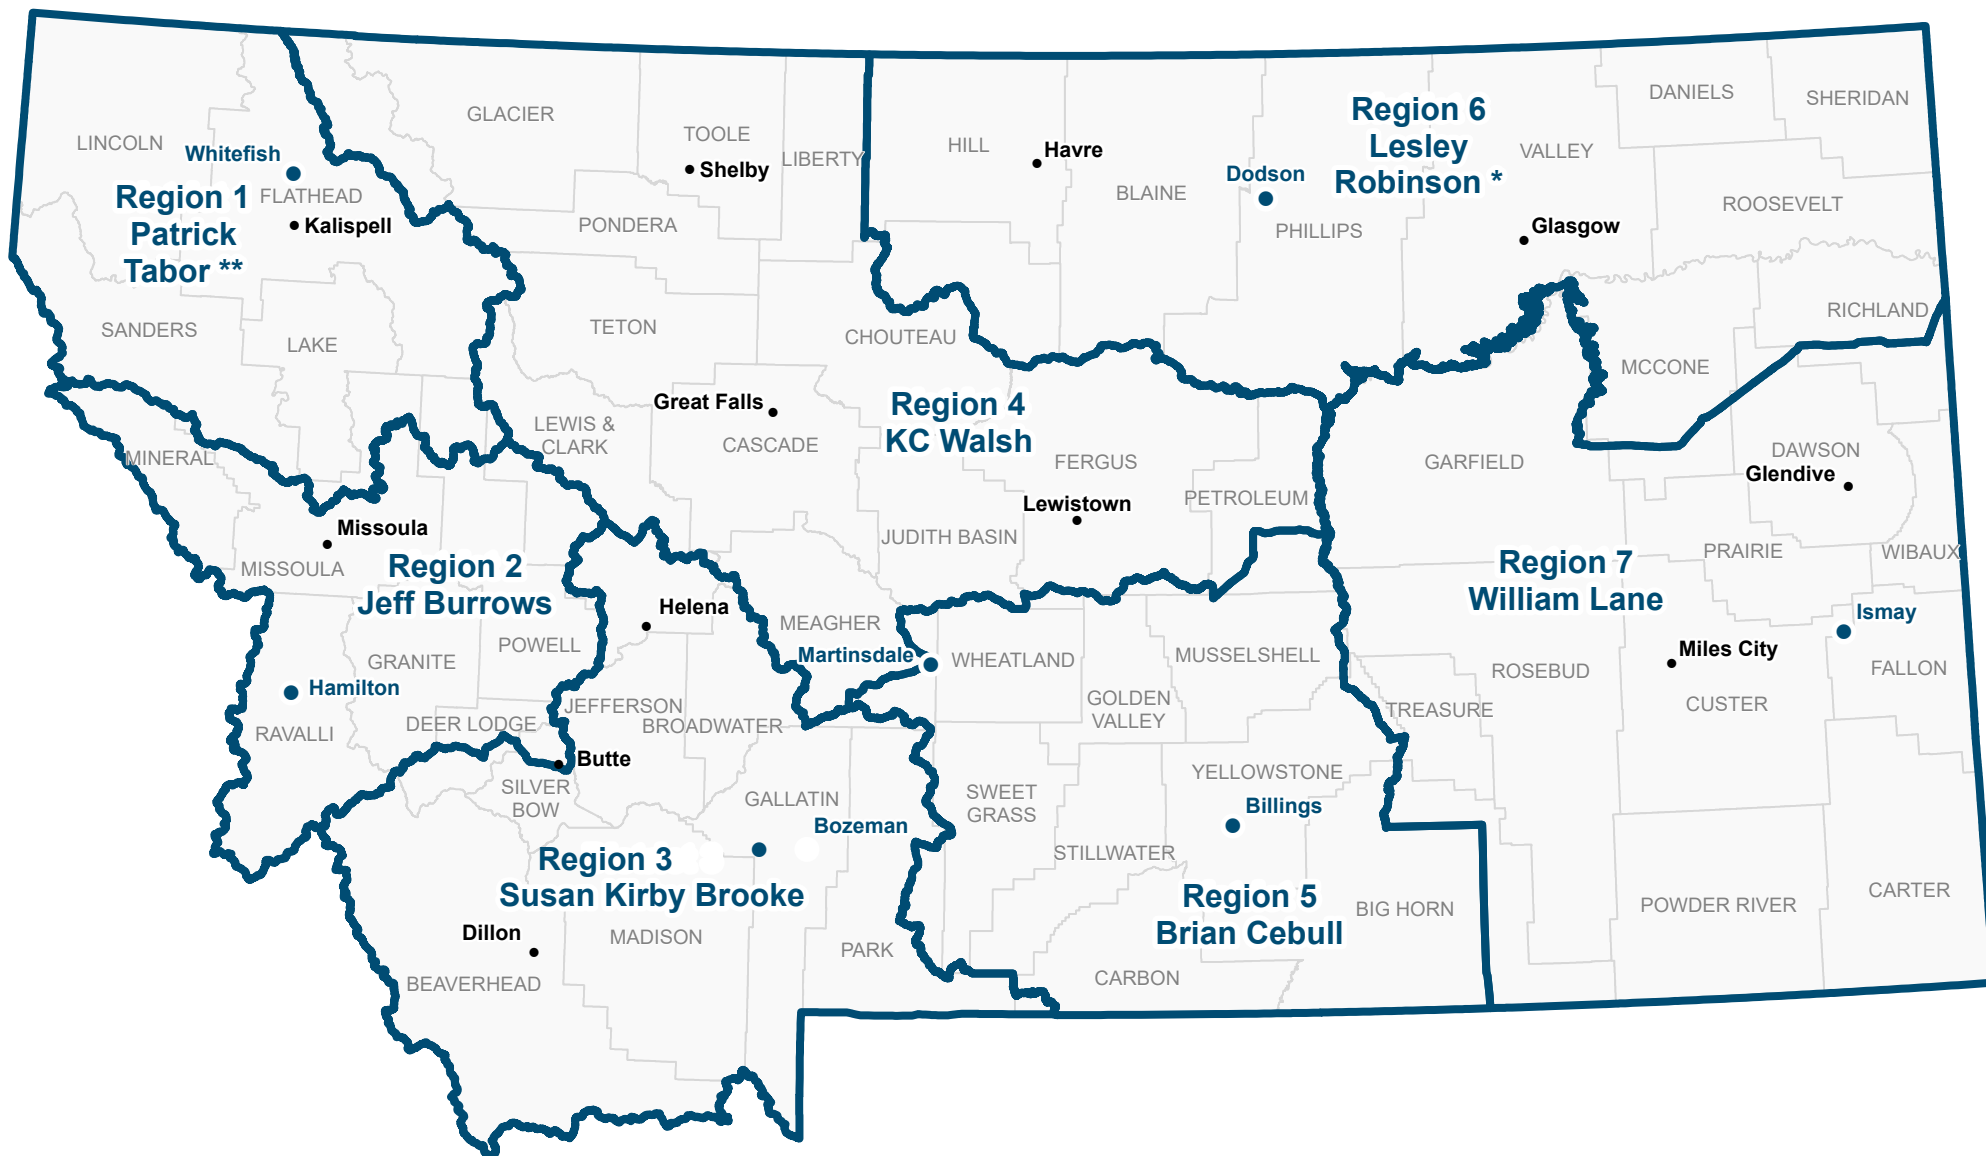 LINCOLN
Whitefish
FLATHEAD
Region 1
Patrick
Tabor **
Kalispell
SANDERS
LAKE
GLACIER
TOOLE
Shelby
LIBERTY
PONDERA
TETON
CHOUTEAU
Great Falls
CASCADE
LEWIS &
CLARK
Region 4
KC Walsh
FERGUS
Lewistown
PETROLEUM
JUDITH BASIN
MEAGHER
Martinsdale
HILL
Havre
BLAINE
Dodson
PHILLIPS
Region 6
Lesley
Robinson *
VALLEY
Glasgow
DANIELS
SHERIDAN
ROOSEVELT
RICHLAND
MCCONE
MINERAL
Missoula
MISSOULA
Region 2
Jeff Burrows
POWELL
GRANITE
Hamilton
RAVALLI
DEER LODGE
Helena
JEFFERSON
BROADWATER
Butte
SILVER
BOW
GALLATIN
Bozeman
Region 3
Susan Kirby Brooke
Dillon
MADISON
BEAVERHEAD
PARK
WHEATLAND
GOLDEN
VALLEY
MUSSELSHELL
SWEET
GRASS
YELLOWSTONE
Billings
STILLWATER
Region 5
Brian Cebull
BIG HORN
CARBON
GARFIELD
DAWSON
Glendive
PRAIRIE
WIBAUX
Region 7
William Lane
Ismay
Miles City
ROSEBUD
FALLON
CUSTER
TREASURE
POWDER RIVER
CARTER